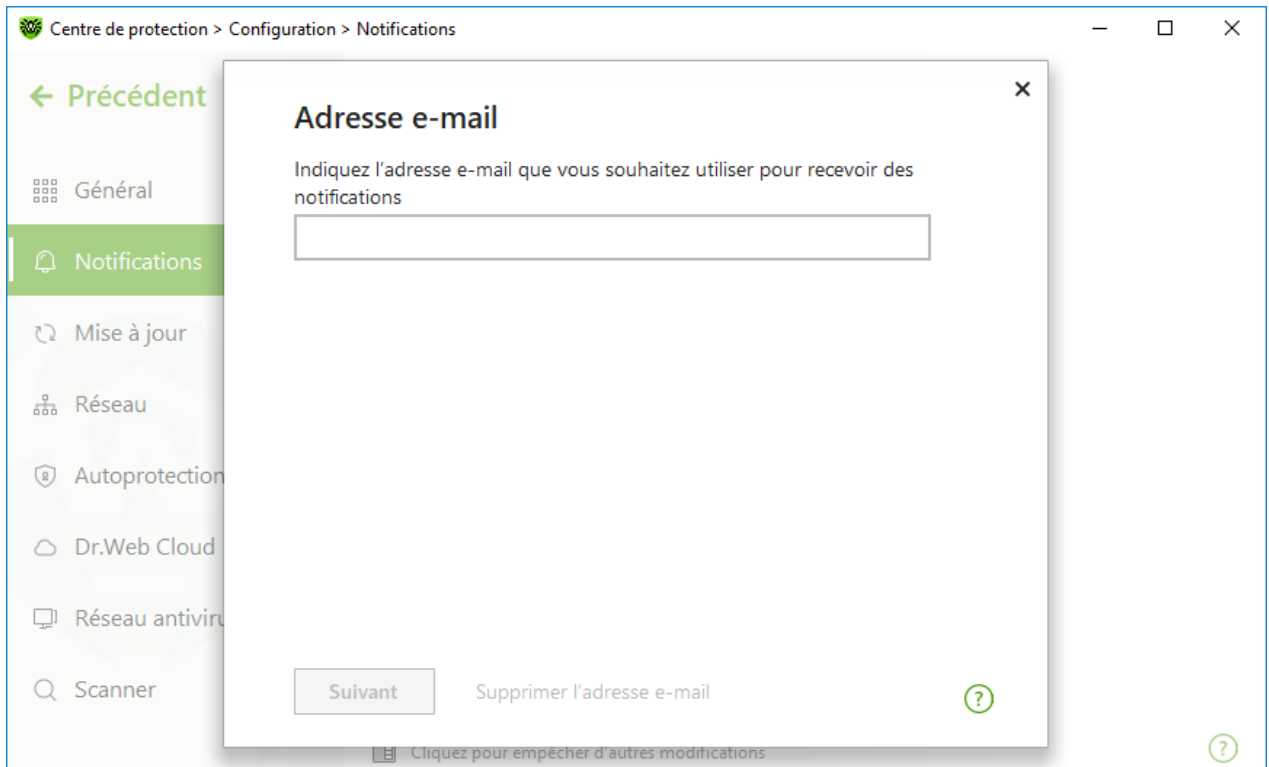 Centre de protection > Configuration > Notifications
Précédent
Général
Notifications
Mise à jour
Réseau
Autoprotection
Dr.Web Cloud
Réseau antiviru
Scanner
Adresse e-mail
Indiquez l'adresse e-mail que vous souhaitez utiliser pour recevoir des
notifications
Suivant
Supprimer l'adresse e-mail
?
Cliquez pour empêcher d'autres modifications
?